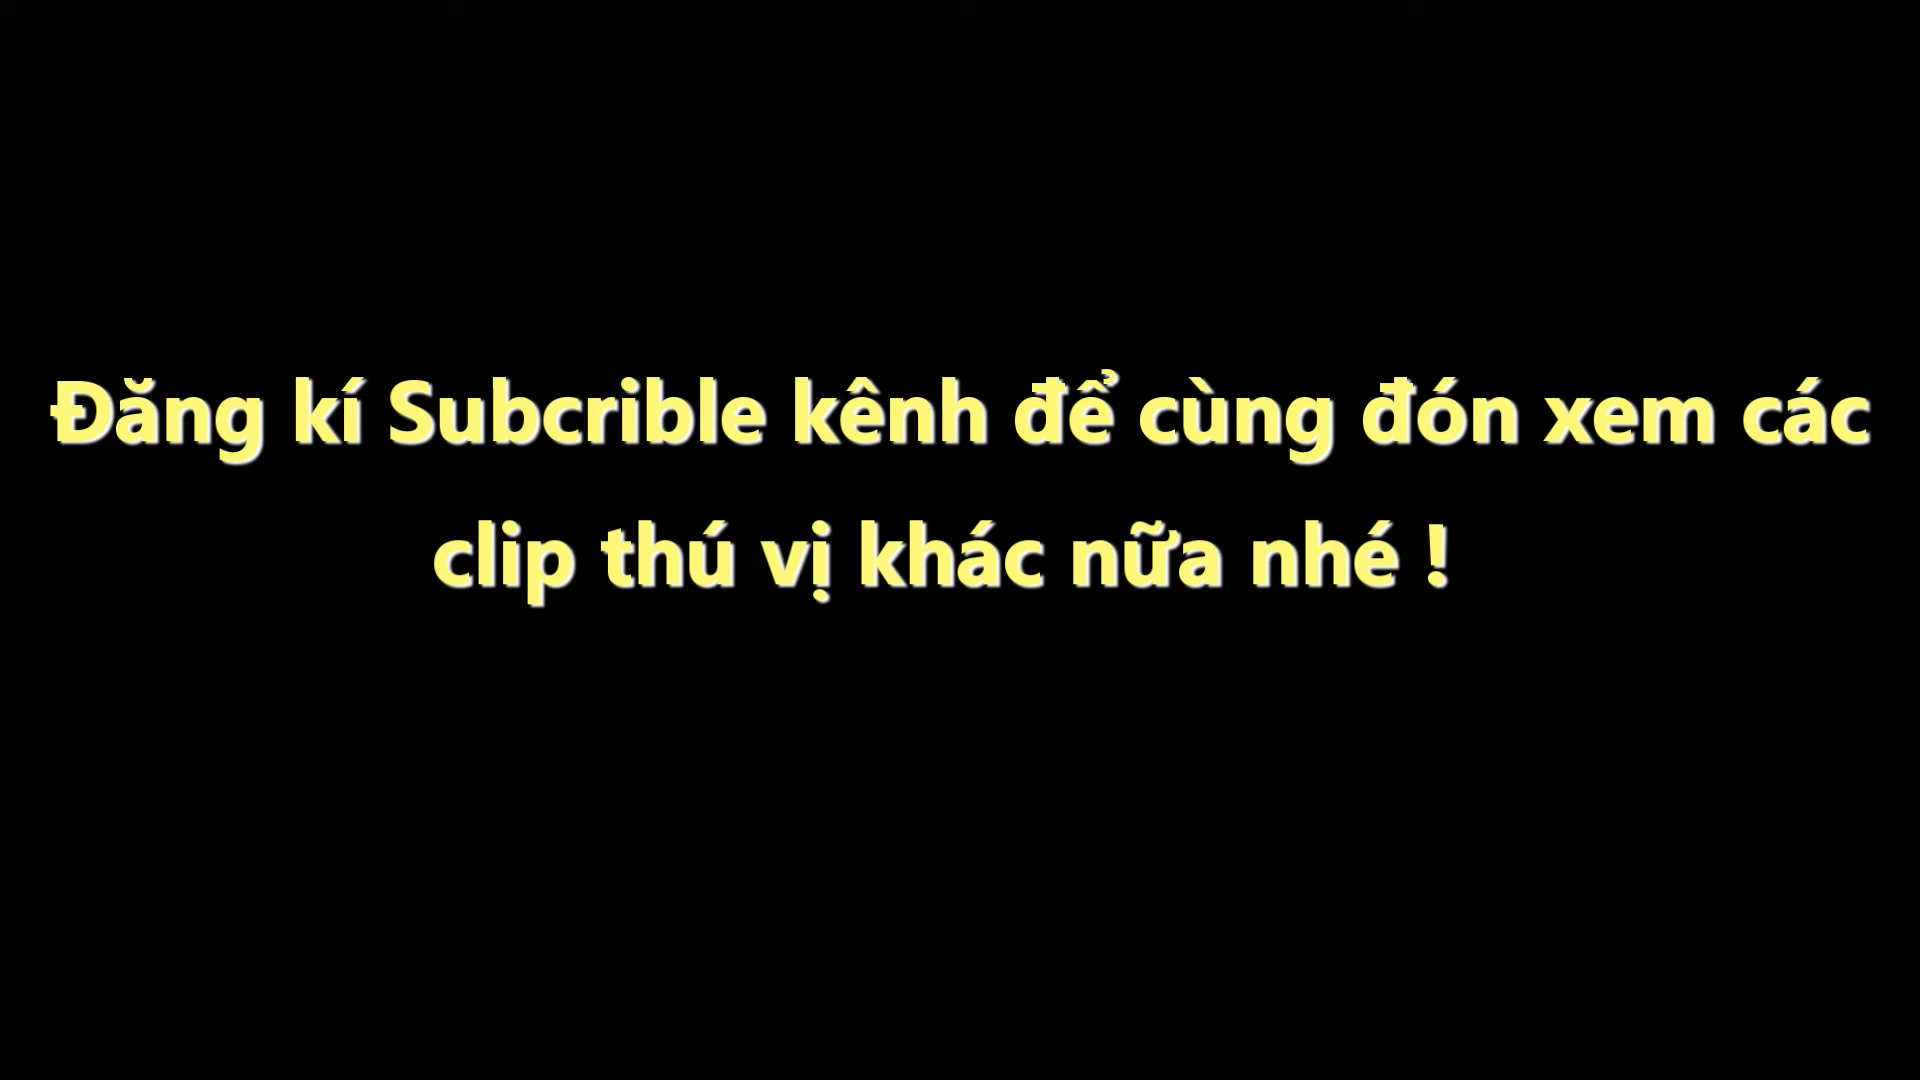 Đăng kí Subcrible kênh để cùng đón xem các
clip thú vị khác nữa nhé !